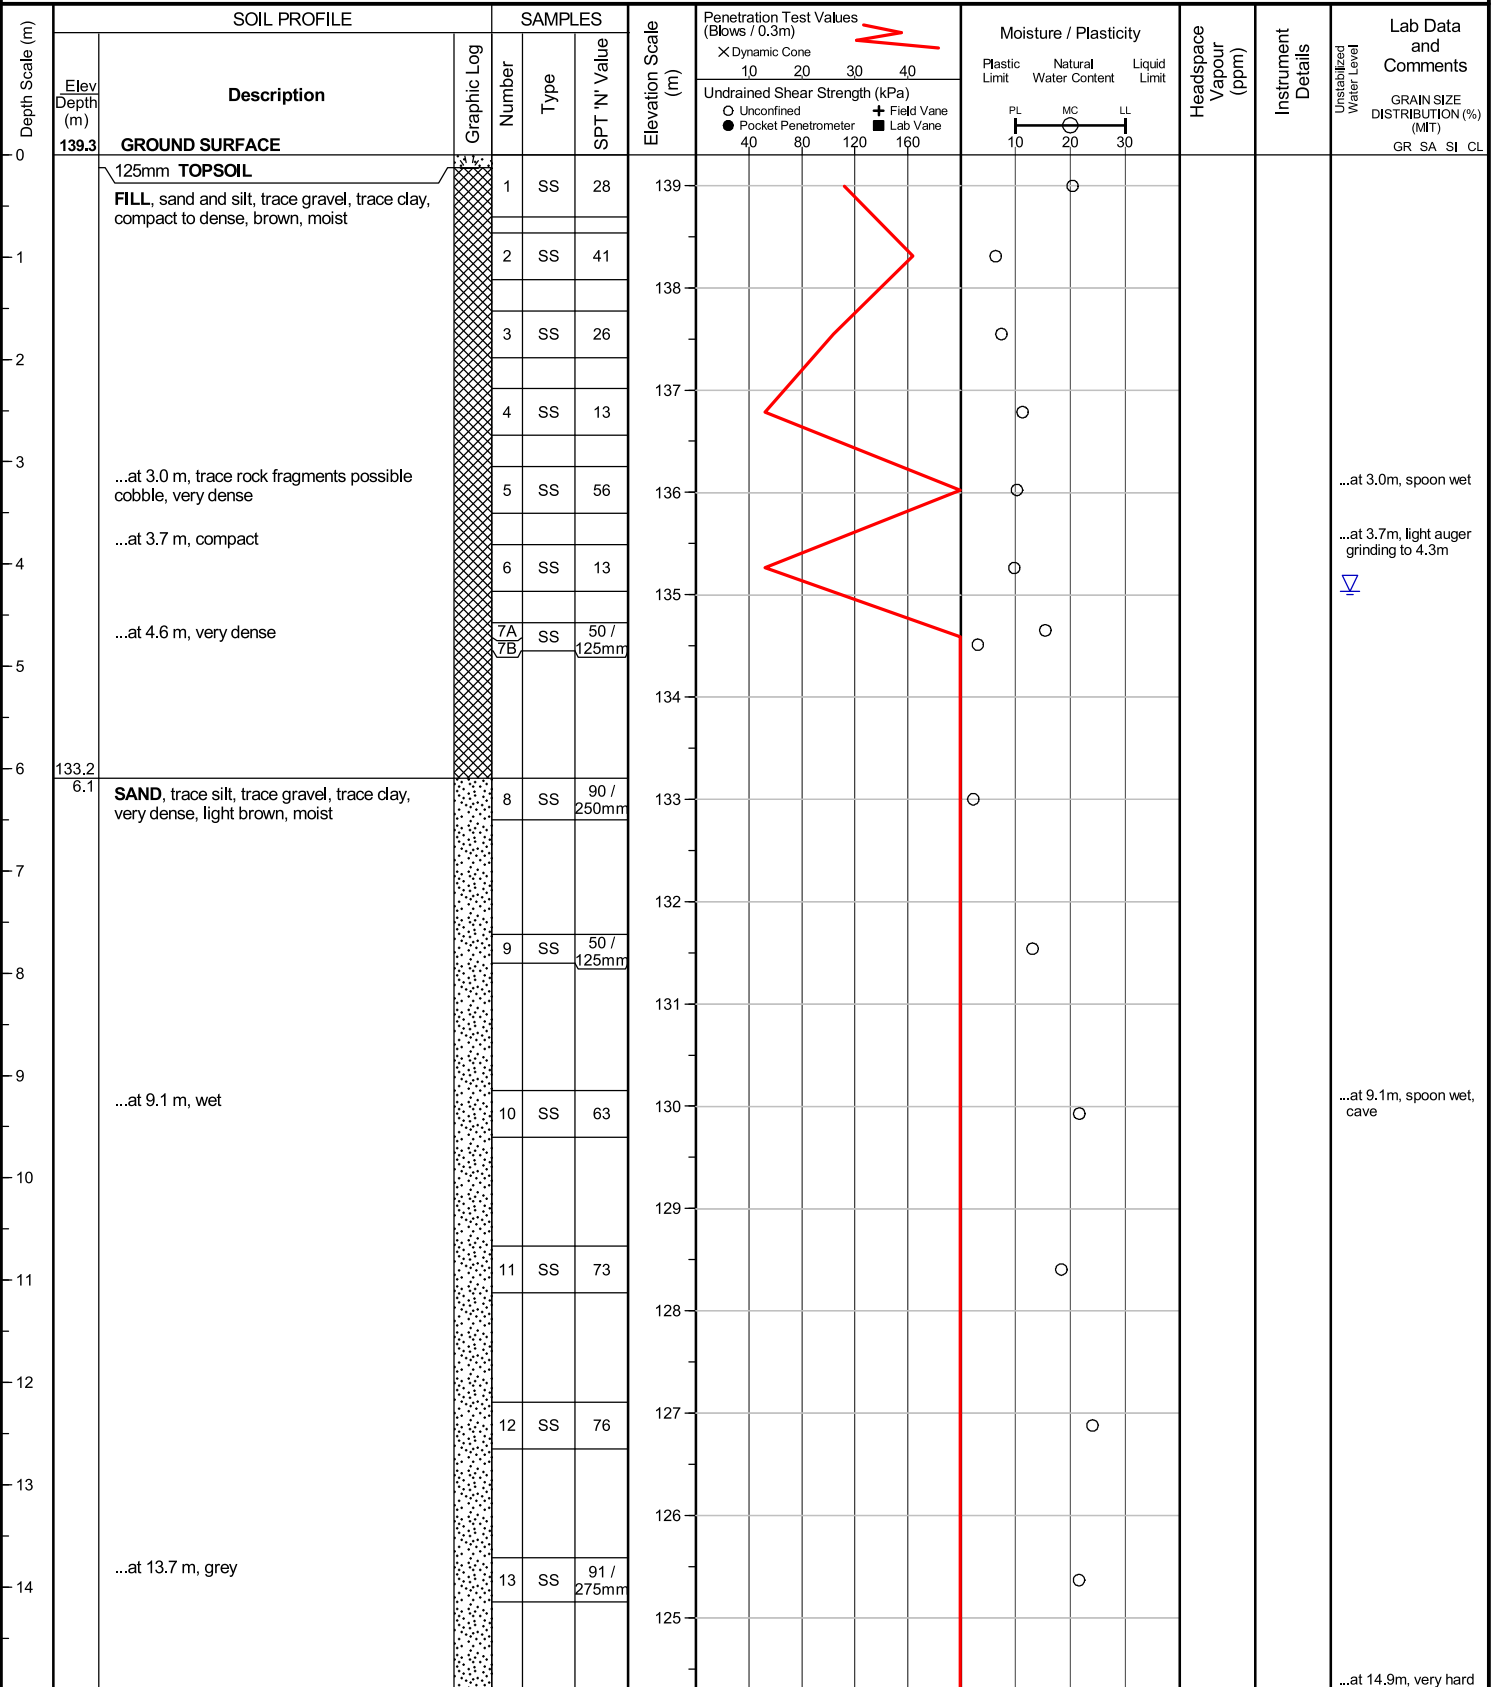 SOIL PROFILE
SAMPLES
Depth Scale (m)
Elev
Depth
(m)
Description
Graphic Log
Number
Type
SPT 'N' Value
Elevation Scale
(m)
Penetration Test Values
(Blows / 0.3m)
Dynamic Cone
10 20 30 40
Undrained Shear Strength (kPa)
Unconfined
Field Vane
Pocket Penetrometer
Lab Vane
40 80 120 160
Moisture / Plasticity
Plastic
Limit
Natural
Water Content
Liquid
Limit
PL MC LL
10 20 30
Headspace
Vapour
(ppm)
Instrument
Details
Unstabilized
Water Level
Lab Data
and
Comments
GRAIN SIZE
DISTRIBUTION (%)
(MIT)
GR SA SI CL
139.3 GROUND SURFACE
0
125mm TOPSOIL
FILL, sand and silt, trace gravel, trace clay,
compact to dense, brown, moist
1 SS 28
139
1
2 SS 41
138
3 SS 26
2
137
4 SS 13
3
...at 3.0 m, trace rock fragments possible
cobble, very dense
5 SS 56
136
...at 3.0m, spoon wet
...at 3.7 m, compact
...at 3.7m, light auger
grinding to 4.3m
4
6 SS 13
135
...at 4.6 m, very dense
7A
7B
SS
50 /
125mm
5
134
6
133.2
6.1
SAND, trace silt, trace gravel, trace clay,
very dense, light brown, moist
8 SS
90 /
250mm
133
7
132
9 SS
50 /
125mm
8
131
9
...at 9.1 m, wet
10 SS 63
130
...at 9.1m, spoon wet,
cave
10
129
11 SS 73
11
128
12
127
12 SS 76
13
126
...at 13.7 m, grey
13 SS
91 /
275mm
14
125
...at 14.9m, very hard